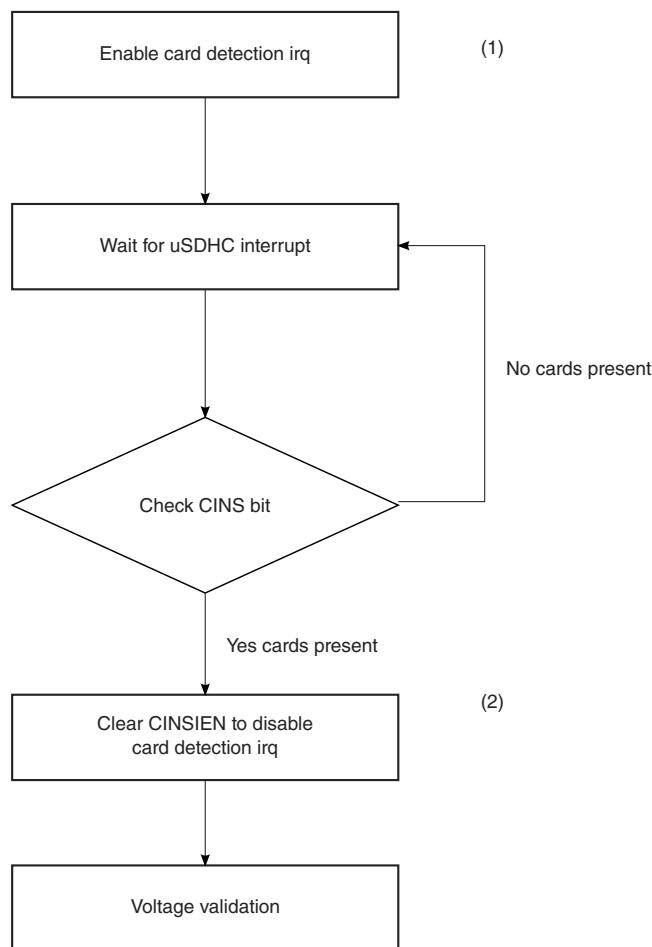 Enable card detection irq
(1)
Wait for uSDHC interrupt
No cards present
Check CINS bit
Yes cards present
(2)
Clear CINSIEN to disable
card detection irq
Voltage validation